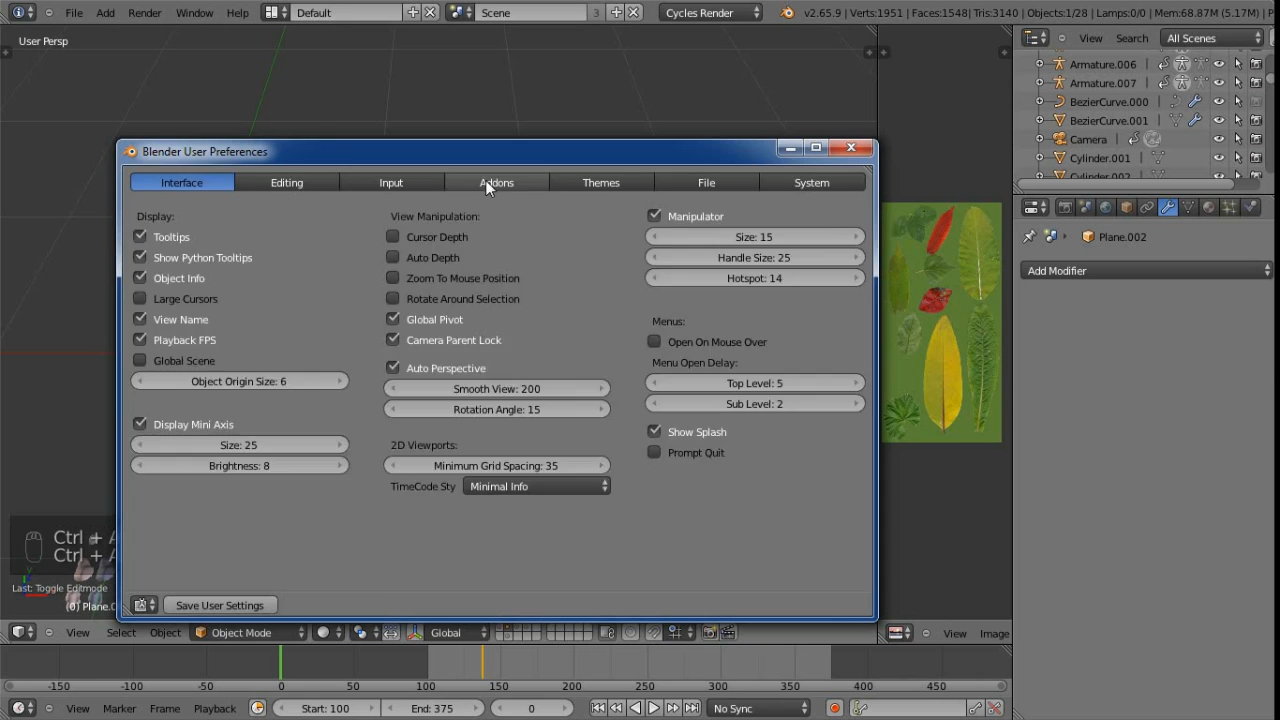 File Add Render Window Help Default Scene 3 Cycles Render v2.65.9 | Verts:1951 | Faces:1548| Tris:3140 | Objects:1/28 | Lamps:0/0 | Mem:68.87M (5.17M) |
User Persp
View Search All Scenes
Armature.006
Armature.007
BezierCurve.000
BezierCurve.001
Camera
Cylinder.001
Cylinder.002
Plane.002
Add Modifier
Blender User Preferences
Interface Editing Input Addons Themes File System
Display:
Tooltips
Show Python Tooltips
Object Info
Large Cursors
View Name
Playback FPS
Global Scene
Object Origin Size: 6
Display Mini Axis
Size: 25
Brightness: 8
View Manipulation:
Cursor Depth
Auto Depth
Zoom To Mouse Position
Rotate Around Selection
Global Pivot
Camera Parent Lock
Auto Perspective
Smooth View: 200
Rotation Angle: 15
2D Viewports:
Minimum Grid Spacing: 35
TimeCode Sty Minimal Info
Manipulator
Size: 15
Handle Size: 25
Hotspot: 14
Menus:
Open On Mouse Over
Menu Open Delay:
Top Level: 5
Sub Level: 2
Show Splash
Prompt Quit
Save User Settings
Ctrl +
Ctrl +
Last: Toggle Editmode
(0) Plane.0
View Select Object Object Mode Global View Image
-150 -100 -50 0 50 100 150 200 250 300 350 400 450
View Marker Frame Playback Start: 100 End: 375 0 No Sync